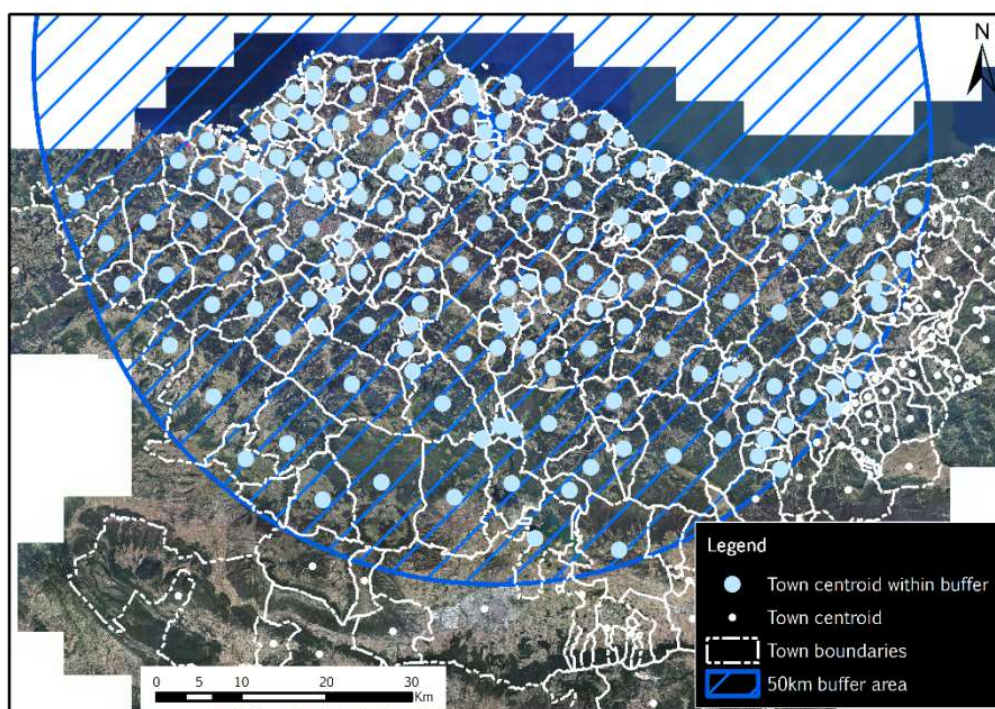 N
Legend
Town centroid within buffer
Town centroid
Town boundaries
50km buffer area
0 5 10 20 30
Km